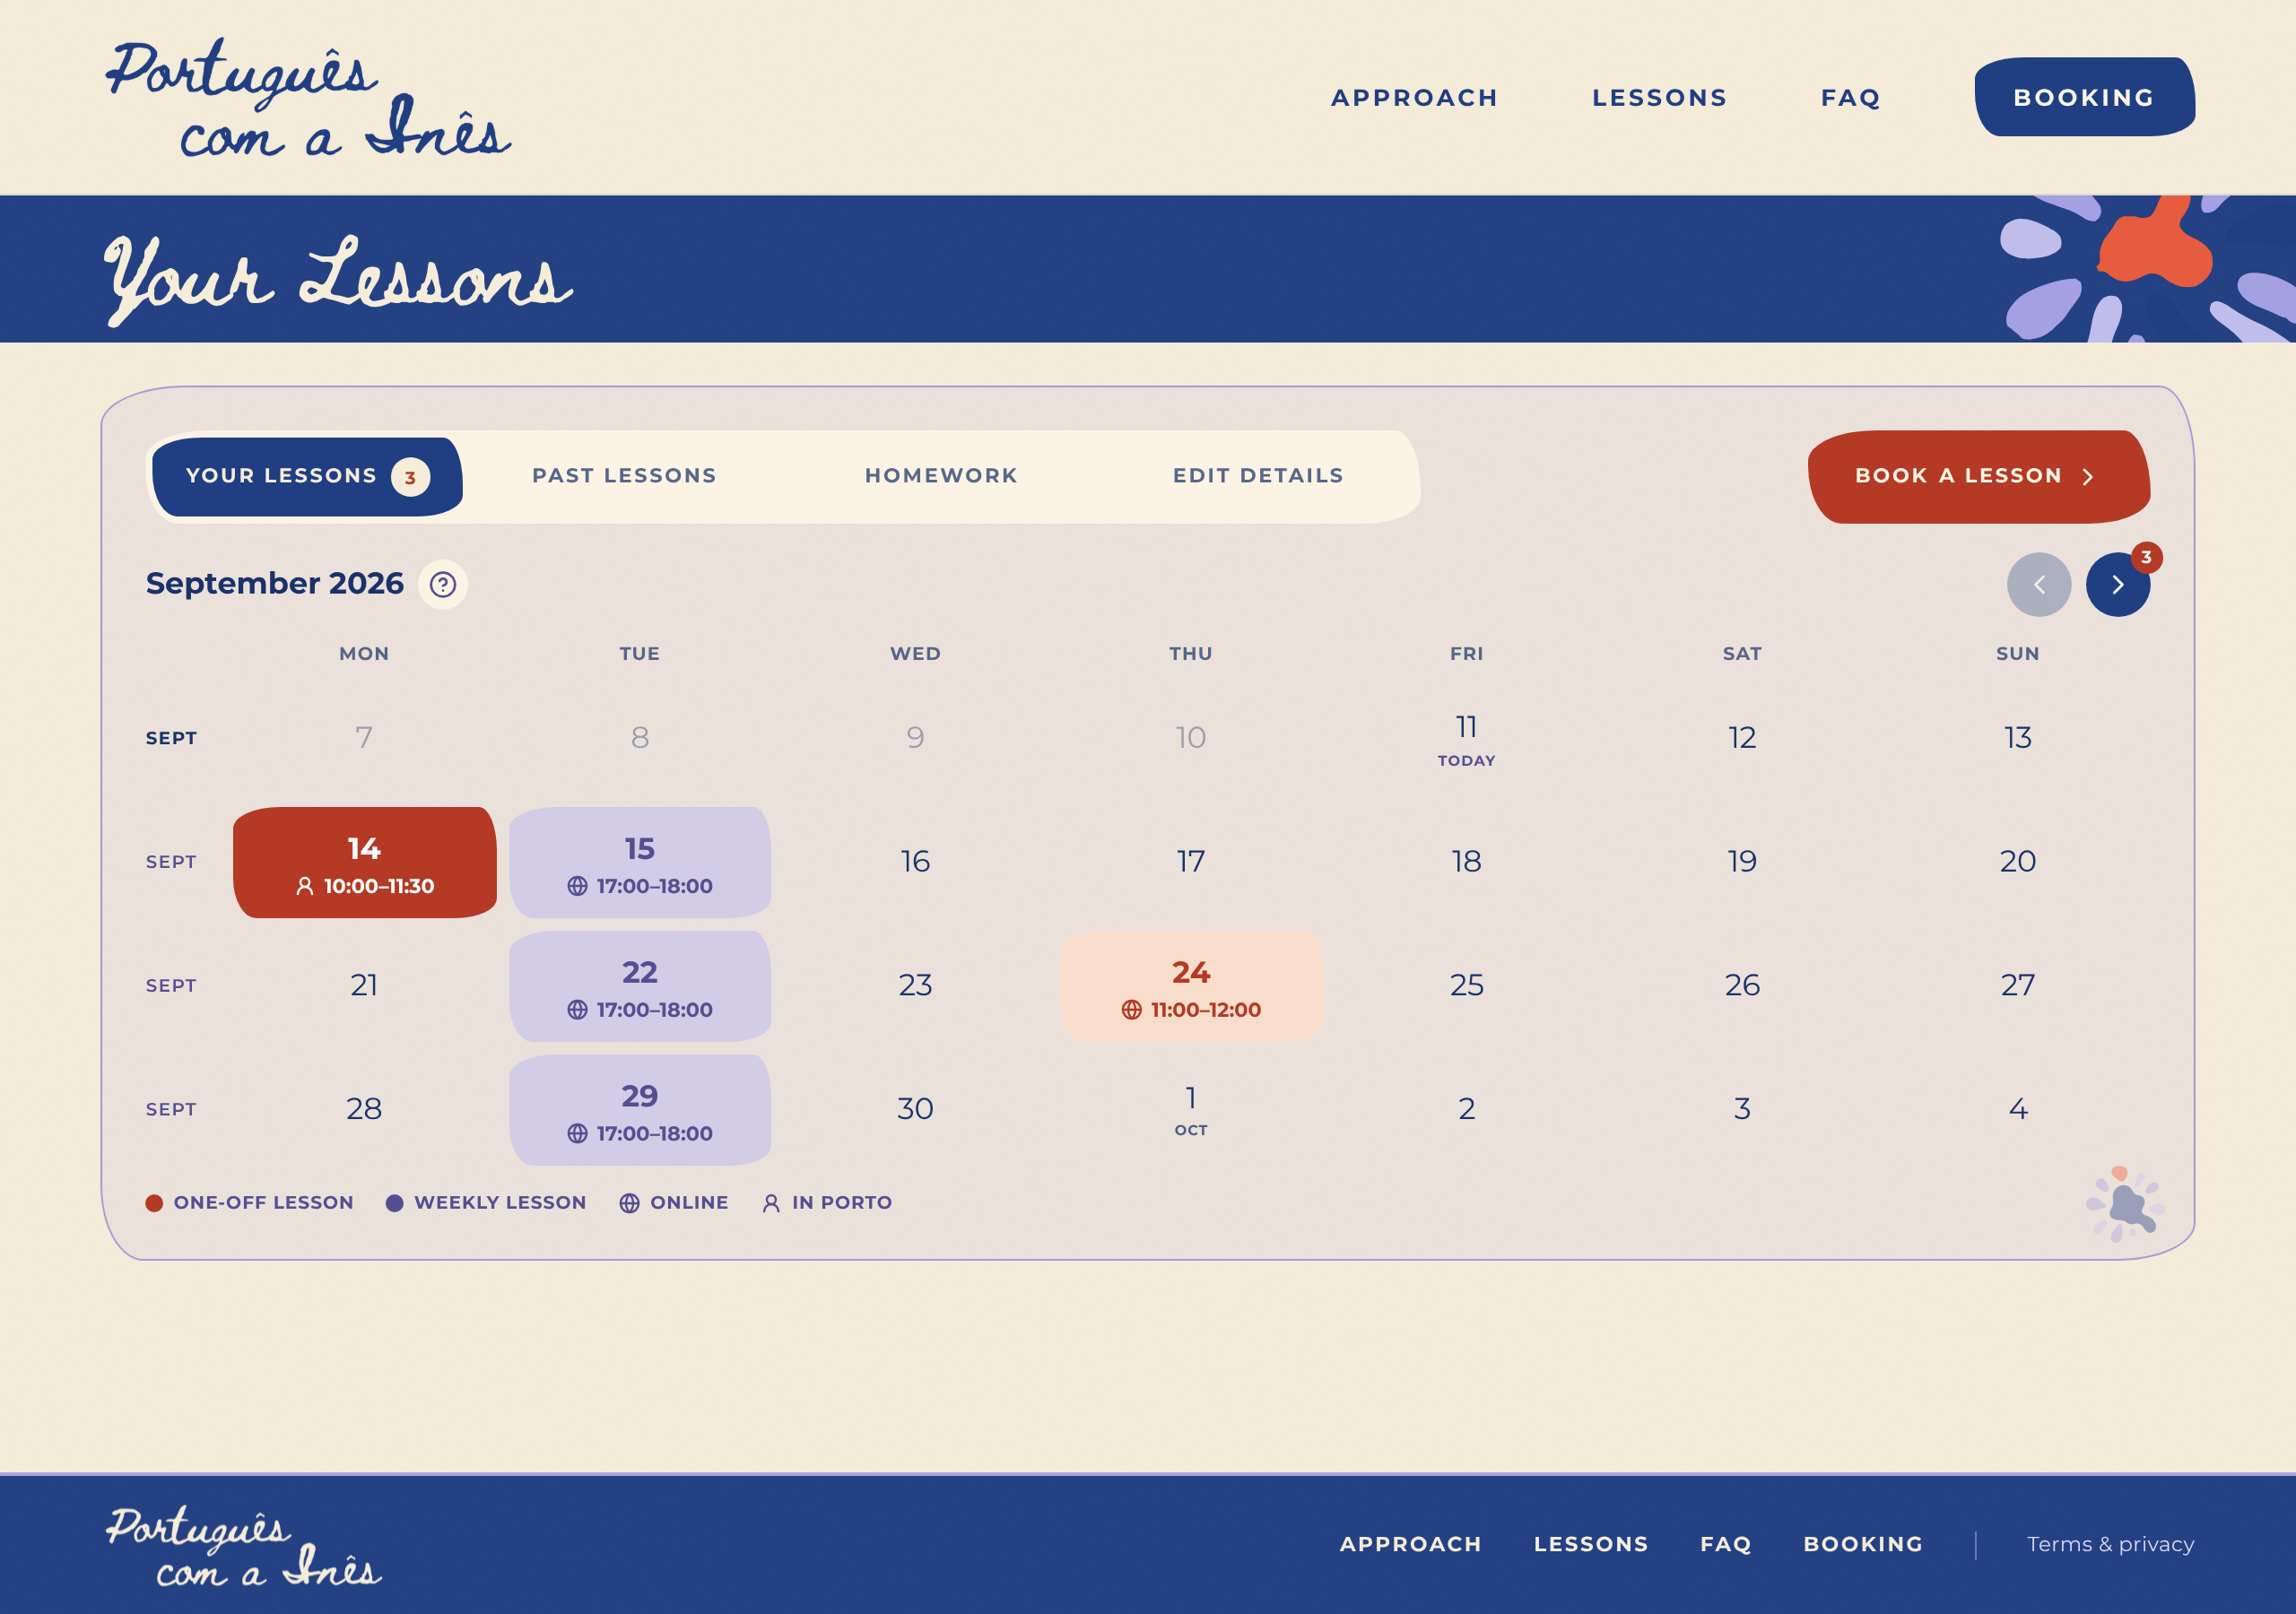 Português
com a Inês
APPROACH LESSONS FAQ BOOKING
Your Lessons
YOUR LESSONS 3 PAST LESSONS HOMEWORK EDIT DETAILS BOOK A LESSON
September 2026 ? 3
MON TUE WED THU FRI SAT SUN
SEPT 7 8 9 10 11 12 13
TODAY
SEPT 14 15 16 17 18 19 20
10:00–11:30 17:00–18:00
SEPT 21 22 23 24 25 26 27
17:00–18:00 11:00–12:00
SEPT 28 29 30 1 2 3 4
17:00–18:00 OCT
ONE-OFF LESSON WEEKLY LESSON ONLINE IN PORTO
Português
com a Inês
APPROACH LESSONS FAQ BOOKING Terms & privacy